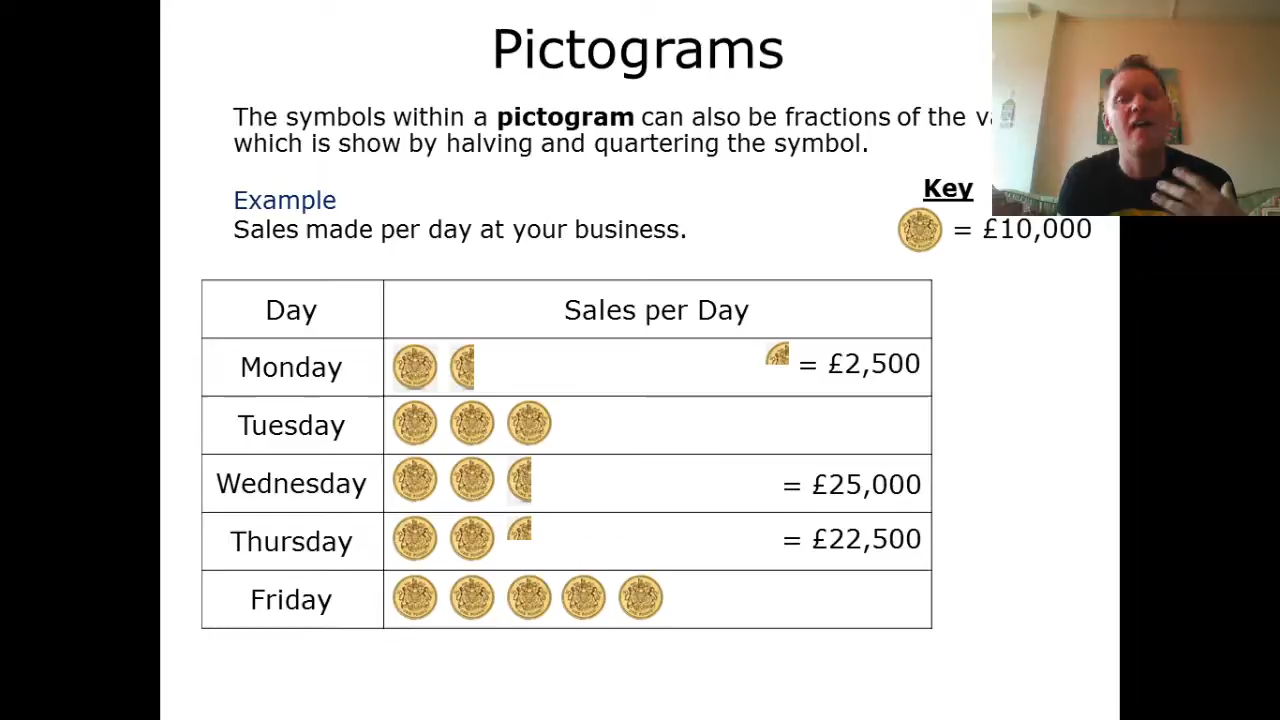 Pictograms
The symbols within a pictogram can also be fractions of the
which is show by halving and quartering the symbol.
Key
Example
Sales made per day at your business.
= £10,000
Day Sales per Day
Monday = £2,500
Tuesday
Wednesday = £25,000
Thursday = £22,500
Friday